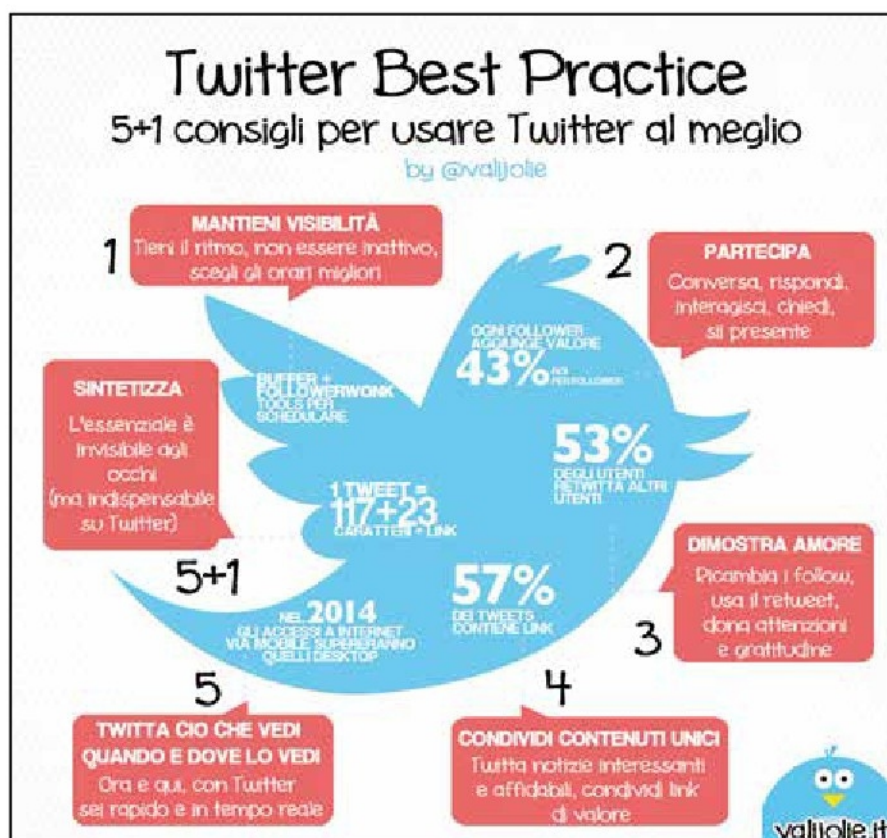 Twitter Best Practice
5+1 consigli per usare Twitter al meglio
by @valijolie
1
MANTIENI VISIBILITÀ
Tieni il ritmo, non essere inattivo,
scegli gli orari migliori
2
PARTECIPA
Conversa, rispondi,
interagisci, chiedi,
sii presente
OGNI FOLLOWER
AGGIUNGE VALORE
43%
PER FOLLOWER
BUFFER +
FOLLOWERWONK
TOOLS PER
SCHEDULARE
SINTETIZZA
L'essenziale è
invisibile agli
occhi
(ma indispensabile
su Twitter)
5+1
53%
DEGLI UTENTI
RETWITTA ALTRI
UTENTI
1 TWEET =
117+23
CARATTERI + LINK
DIMOSTRA AMORE
Ricambia i follow,
usa il retweet,
dona attenzioni
e gratitudine
3
57%
DEI TWEETS
CONTIENE LINK
NEL 2014
GLI ACCESSI A INTERNET
VIA MOBILE SUPERERANNO
QUELLI DESKTOP
5
TWITTA CIO CHE VEDI
QUANDO E DOVE LO VEDI
Ora e qui, con Twitter
sei rapido e in tempo reale
4
CONDIVIDI CONTENUTI UNICI
Twitta notizie interessanti
e affidabili, condividi link
di valore
valijolie.it